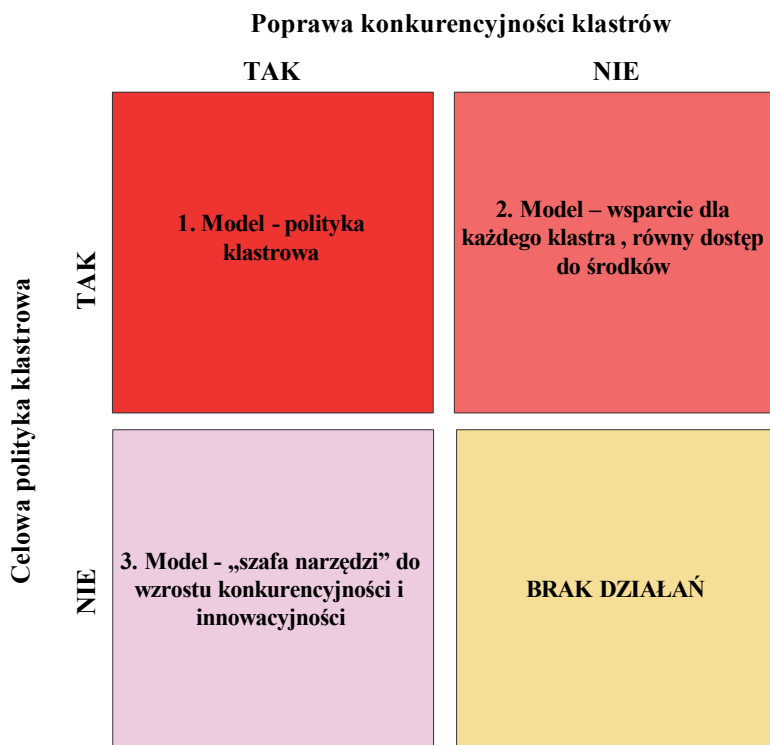 Poprawa konkurencyjności klastrów
TAK
NIE
Celowa polityka klastrowa
TAK
1. Model - polityka
klastrowa
2. Model – wsparcie dla
każdego klastra , równy dostęp
do środków
NIE
3. Model - „szafa narzędzi” do
wzrostu konkurencyjności i
innowacyjności
BRAK DZIAŁAŃ